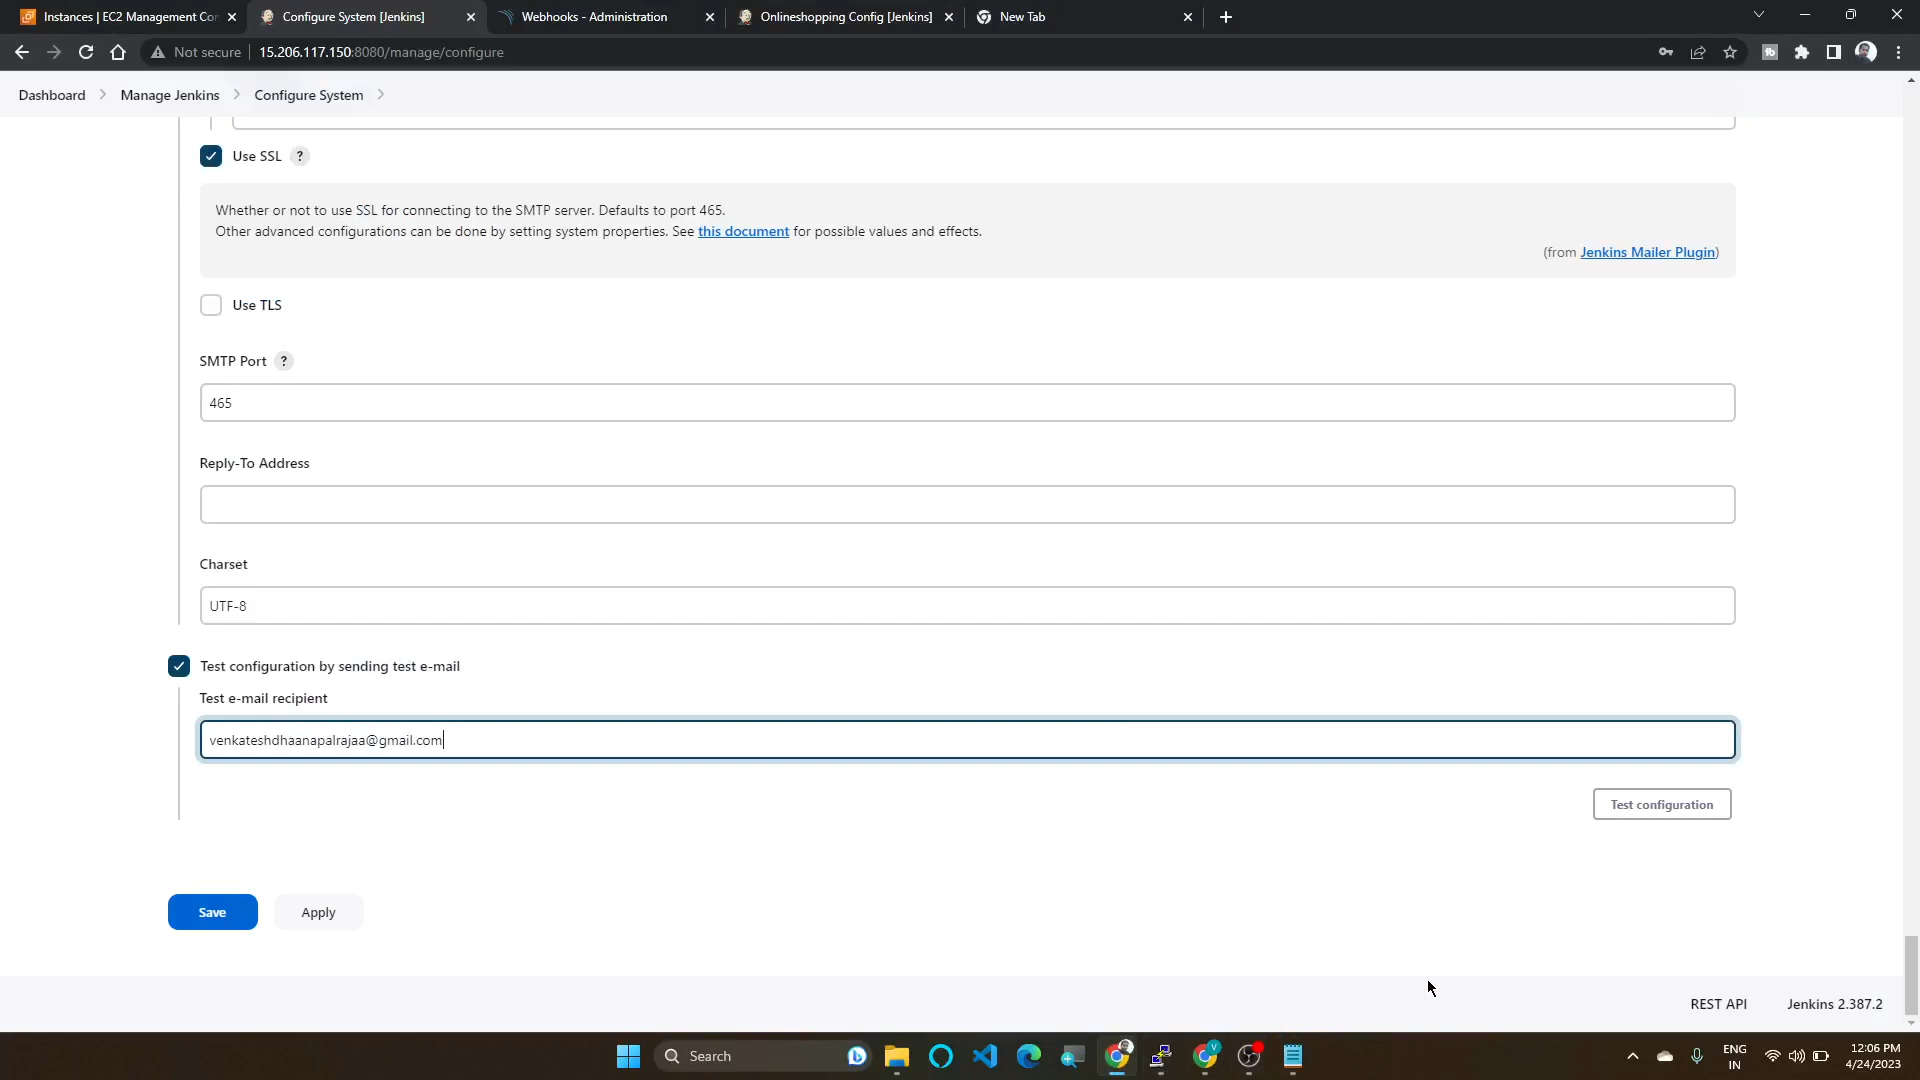 Instances | EC2 Management Cor
Configure System [Jenkins]
Webhooks - Administration
Onlineshopping Config [Jenkins]
New Tab
Not secure
15.206.117.150:8080/manage/configure
Dashboard
Manage Jenkins
Configure System
Use SSL ?
Whether or not to use SSL for connecting to the SMTP server. Defaults to port 465.
Other advanced configurations can be done by setting system properties. See this document for possible values and effects.
(from Jenkins Mailer Plugin)
Use TLS
SMTP Port ?
465
Reply-To Address
Charset
UTF-8
Test configuration by sending test e-mail
Test e-mail recipient
venkateshdhaanapalrajaa@gmail.com
Test configuration
Save
Apply
REST API
Jenkins 2.387.2
Search
ENG
IN
12:06 PM
4/24/2023